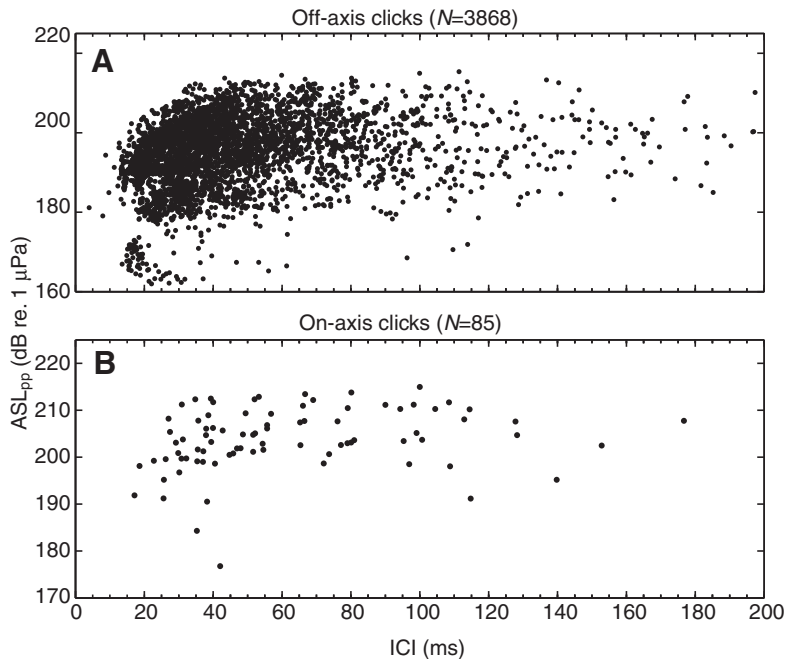 Off-axis clicks (N=3868)
A
220
200
180
160
ASLpp (dB re. 1 μPa)
On-axis clicks (N=85)
B
220
210
200
190
180
170
0 20 40 60 80 100 120 140 160 180 200
ICI (ms)